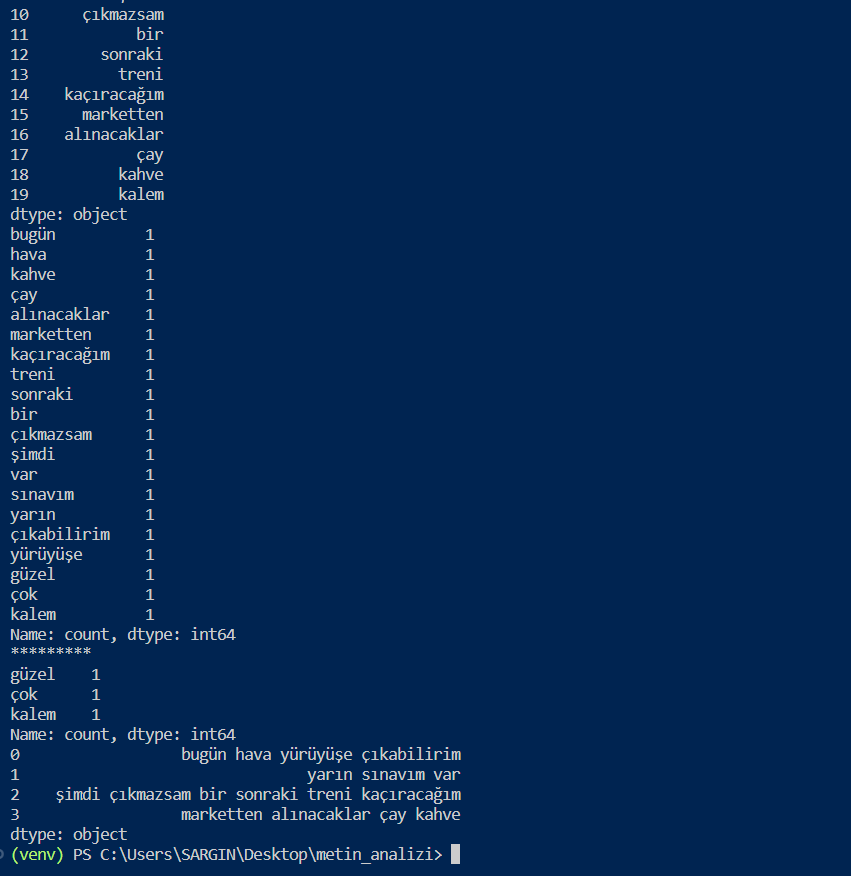 10 çıkmazsam
11 bir
12 sonraki
13 treni
14 kaçıracağım
15 marketten
16 alınacaklar
17 çay
18 kahve
19 kalem
dtype: object
bugün 1
hava 1
kahve 1
çay 1
alınacaklar 1
marketten 1
kaçıracağım 1
treni 1
sonraki 1
bir 1
çıkmazsam 1
şimdi 1
var 1
sınavım 1
yarın 1
çıkabilirim 1
yürüyüşe 1
güzel 1
çok 1
kalem 1
Name: count, dtype: int64
*********
güzel 1
çok 1
kalem 1
Name: count, dtype: int64
0 bugün hava yürüyüşe çıkabilirim
1 yarın sınavım var
2 şimdi çıkmazsam bir sonraki treni kaçıracağım
3 marketten alınacaklar çay kahve
dtype: object
(venv) PS C:\Users\SARGIN\Desktop\metin_analizi>